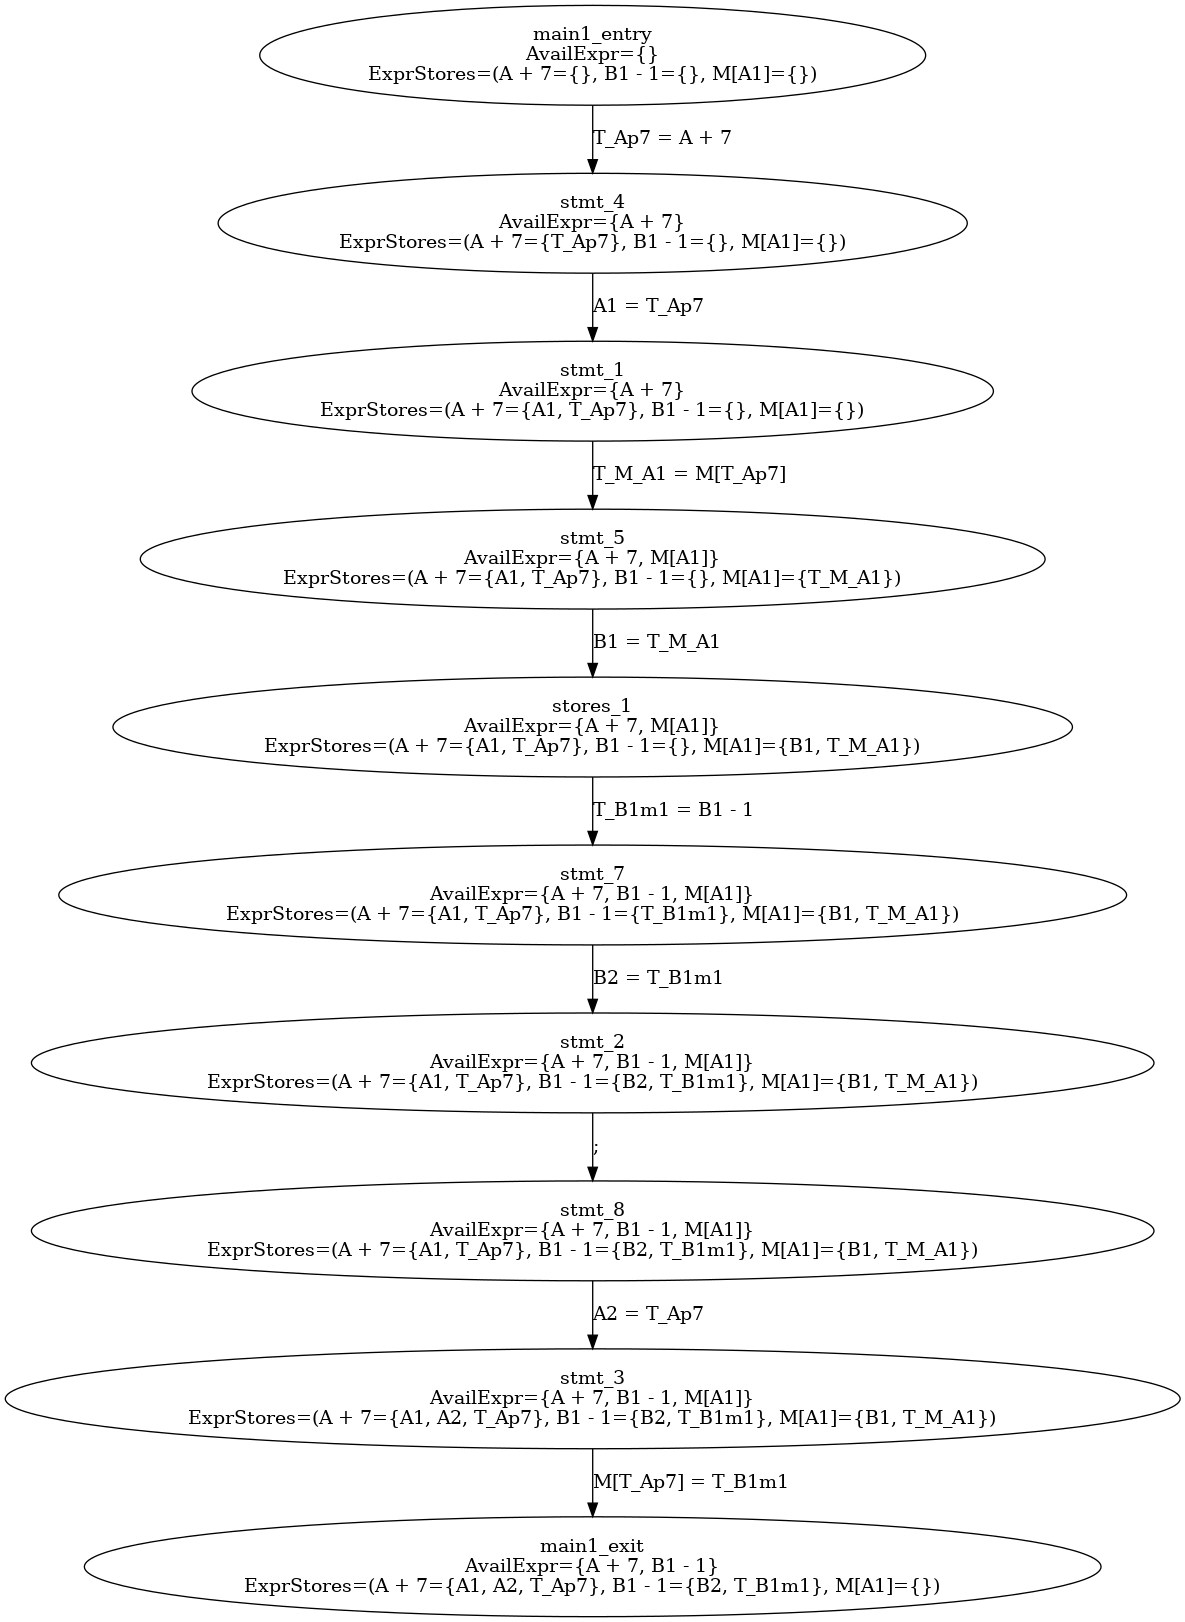 main1_entry
AvailExpr={}
ExprStores=(A + 7={}, B1 - 1={}, M[A1]={})
T_Ap7 = A + 7
stmt_4
AvailExpr={A + 7}
ExprStores=(A + 7={T_Ap7}, B1 - 1={}, M[A1]={})
A1 = T_Ap7
stmt_1
AvailExpr={A + 7}
ExprStores=(A + 7={A1, T_Ap7}, B1 - 1={}, M[A1]={})
T_M_A1 = M[T_Ap7]
stmt_5
AvailExpr={A + 7, M[A1]}
ExprStores=(A + 7={A1, T_Ap7}, B1 - 1={}, M[A1]={T_M_A1})
B1 = T_M_A1
stores_1
AvailExpr={A + 7, M[A1]}
ExprStores=(A + 7={A1, T_Ap7}, B1 - 1={}, M[A1]={B1, T_M_A1})
T_B1m1 = B1 - 1
stmt_7
AvailExpr={A + 7, B1 - 1, M[A1]}
ExprStores=(A + 7={A1, T_Ap7}, B1 - 1={T_B1m1}, M[A1]={B1, T_M_A1})
B2 = T_B1m1
stmt_2
AvailExpr={A + 7, B1 - 1, M[A1]}
ExprStores=(A + 7={A1, T_Ap7}, B1 - 1={B2, T_B1m1}, M[A1]={B1, T_M_A1})
;
stmt_8
AvailExpr={A + 7, B1 - 1, M[A1]}
ExprStores=(A + 7={A1, T_Ap7}, B1 - 1={B2, T_B1m1}, M[A1]={B1, T_M_A1})
A2 = T_Ap7
stmt_3
AvailExpr={A + 7, B1 - 1, M[A1]}
ExprStores=(A + 7={A1, A2, T_Ap7}, B1 - 1={B2, T_B1m1}, M[A1]={B1, T_M_A1})
M[T_Ap7] = T_B1m1
main1_exit
AvailExpr={A + 7, B1 - 1}
ExprStores=(A + 7={A1, A2, T_Ap7}, B1 - 1={B2, T_B1m1}, M[A1]={})